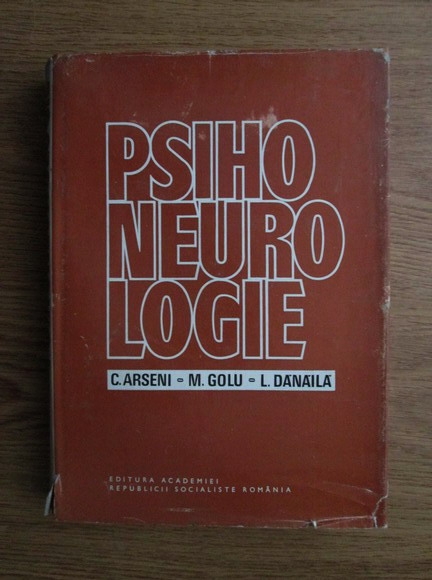 PSIHO
NEURO
LOGIE
C. ARSENI - M. GOLU - L. DĂNĂILĂ
EDITURA ACADEMIEI
REPUBLICII SOCIALISTE ROMÂNIA